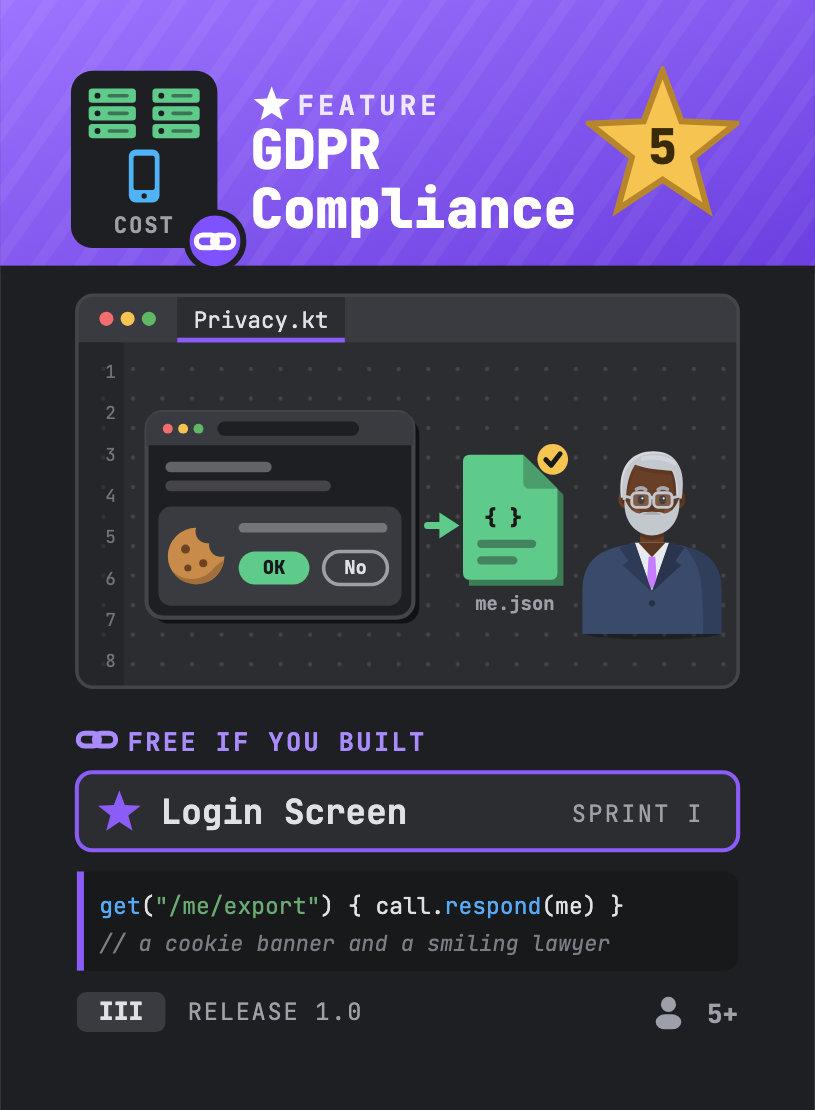 FEATURE
GDPR
Compliance
5
COST
Privacy.kt
1
2
3
4
5
6
7
8
OK
No
{ }
me.json
FREE IF YOU BUILT
Login Screen
SPRINT I
get("/me/export") { call.respond(me) }
// a cookie banner and a smiling lawyer
III
RELEASE 1.0
5+